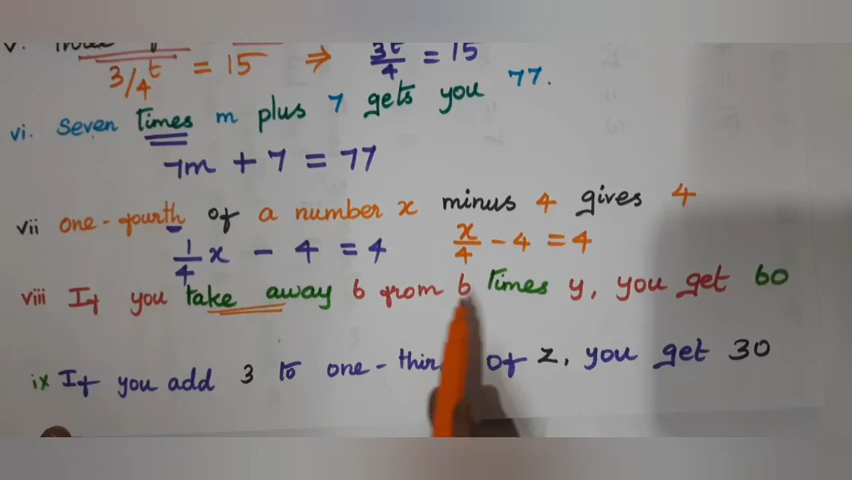 3/4 t = 15 ⇒ 3t/4 = 15
vi. Seven times m plus 7 gets you 77.
7m + 7 = 77
vii one-fourth of a number x minus 4 gives 4
1/4 x - 4 = 4 x/4 - 4 = 4
viii If you take away 6 from 6 times y, you get 60
ix If you add 3 to one-third of z, you get 30